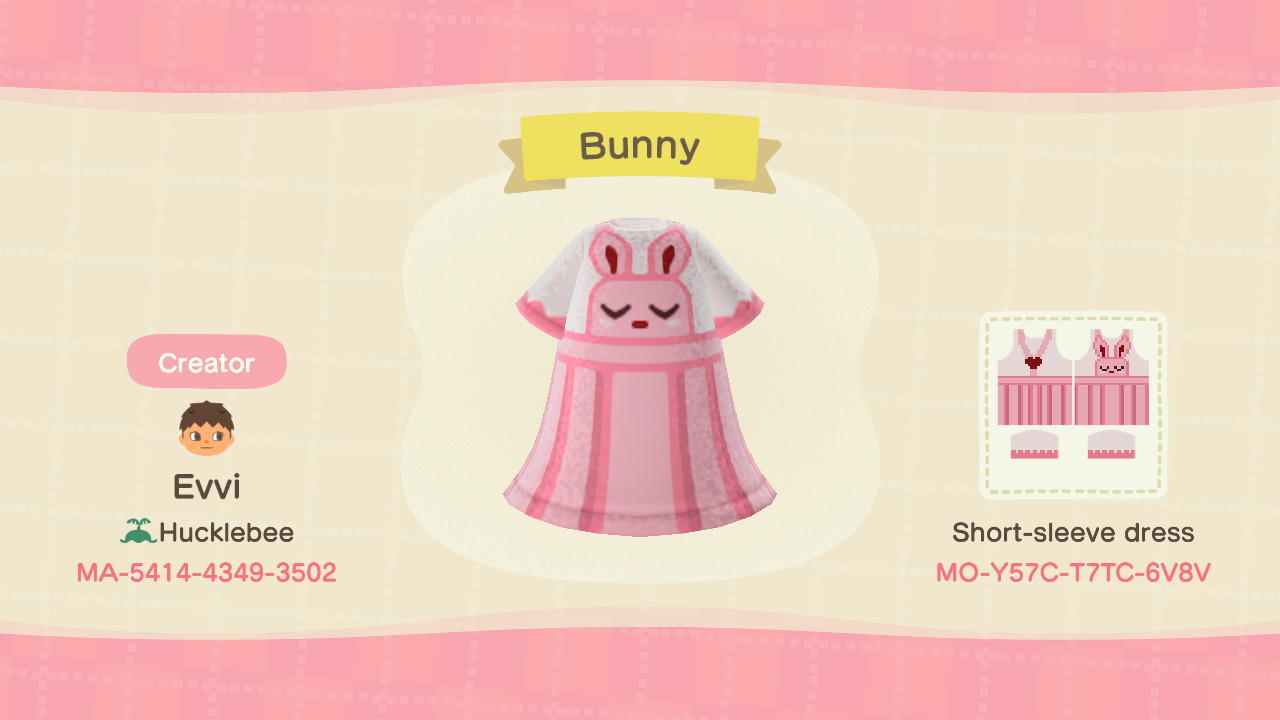 Bunny
Creator
Evvi
Hucklebee
MA-5414-4349-3502
Short-sleeve dress
MO-Y57C-T7TC-6V8V